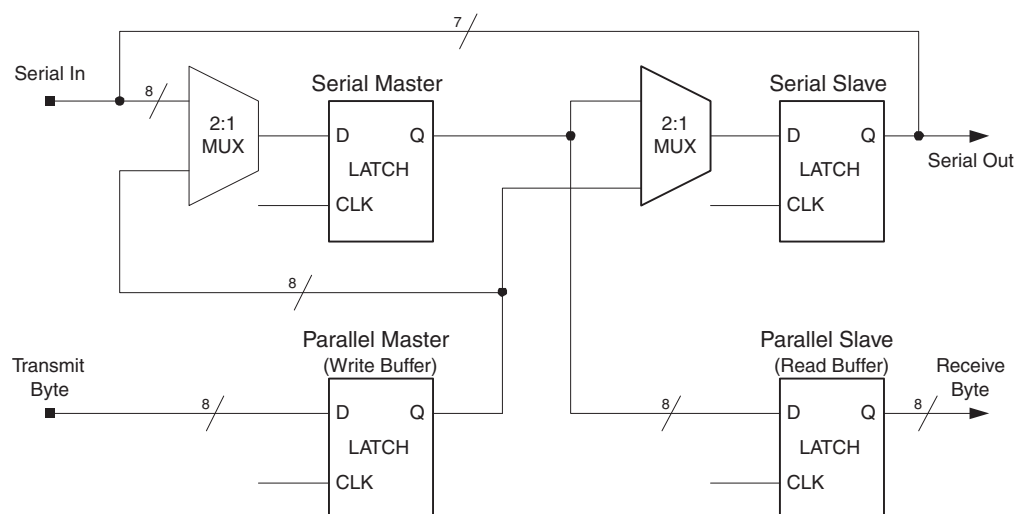 7
Serial In
8
2:1
MUX
Serial Master
D Q
LATCH
CLK
2:1
MUX
Serial Slave
D Q
LATCH
CLK
Serial Out
8
Transmit
Byte
8
Parallel Master
(Write Buffer)
D Q
LATCH
CLK
8
Parallel Slave
(Read Buffer)
D Q
LATCH
CLK
8
Receive
Byte